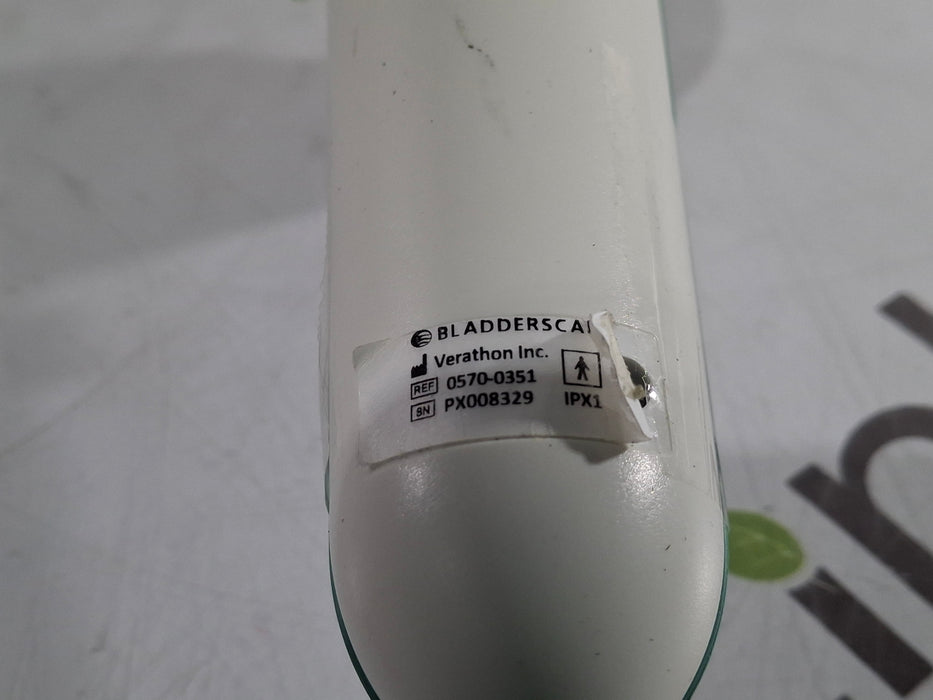 BLADDERSCA
Verathon Inc.
REF 0570-0351
SN PX008329 IPX1